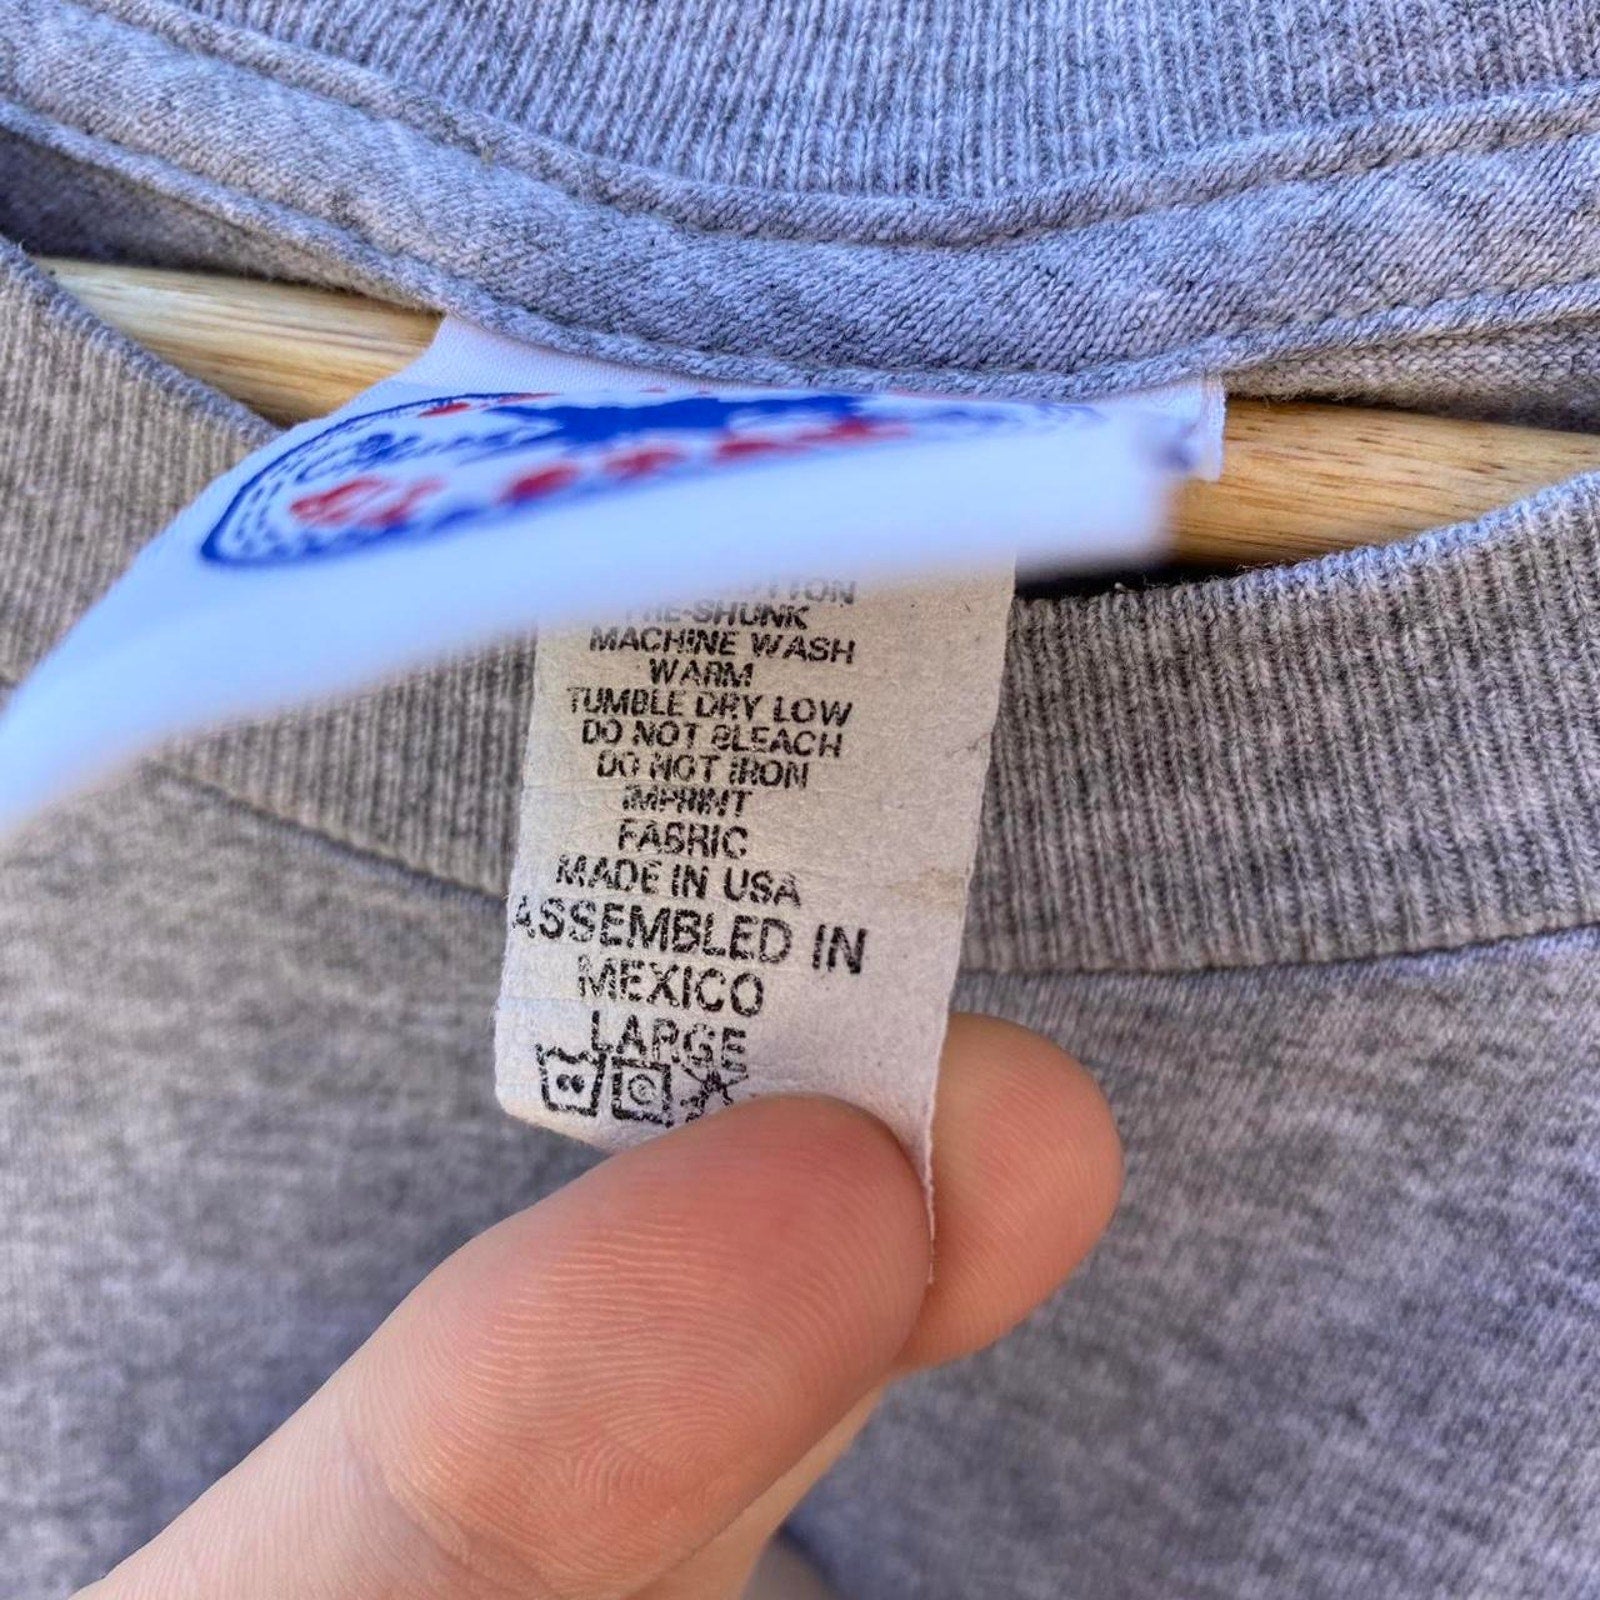 PRE-SHUNK
MACHINE WASH
WARM
TUMBLE DRY LOW
DO NOT BLEACH
DO NOT IRON
IMPRINT
FABRIC
MADE IN USA
ASSEMBLED IN
MEXICO
LARGE